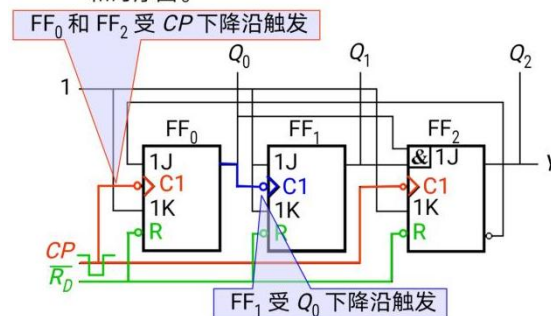 FF₀ 和 FF₂ 受 CP 下降沿触发
Q₀ Q₁ Q₂
1
FF₀ FF₁ FF₂
1J 1J & 1J
C1 C1 C1
1K 1K 1K
R R R
CP
R_D
FF₁ 受 Q₀ 下降沿触发